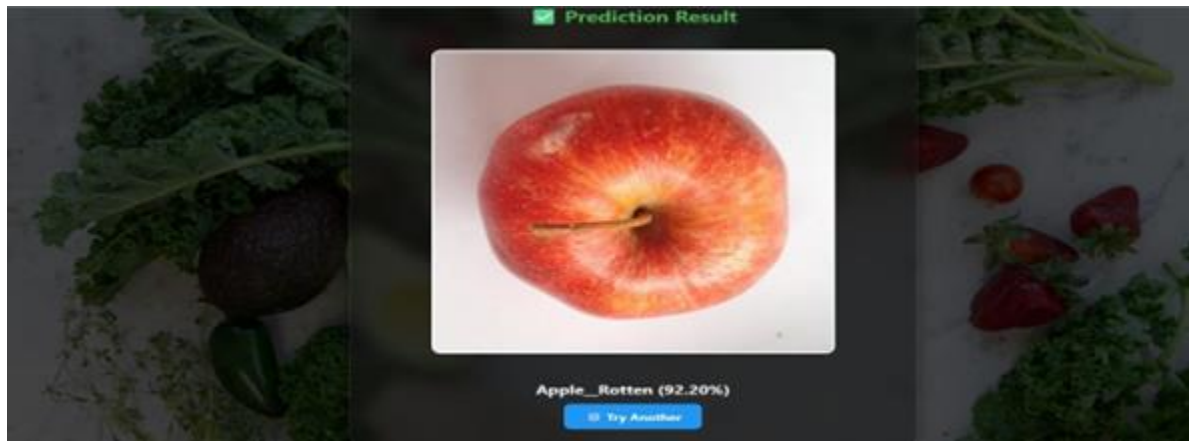 ✅ Prediction Result
Apple__Rotten (92.20%)
Try Another